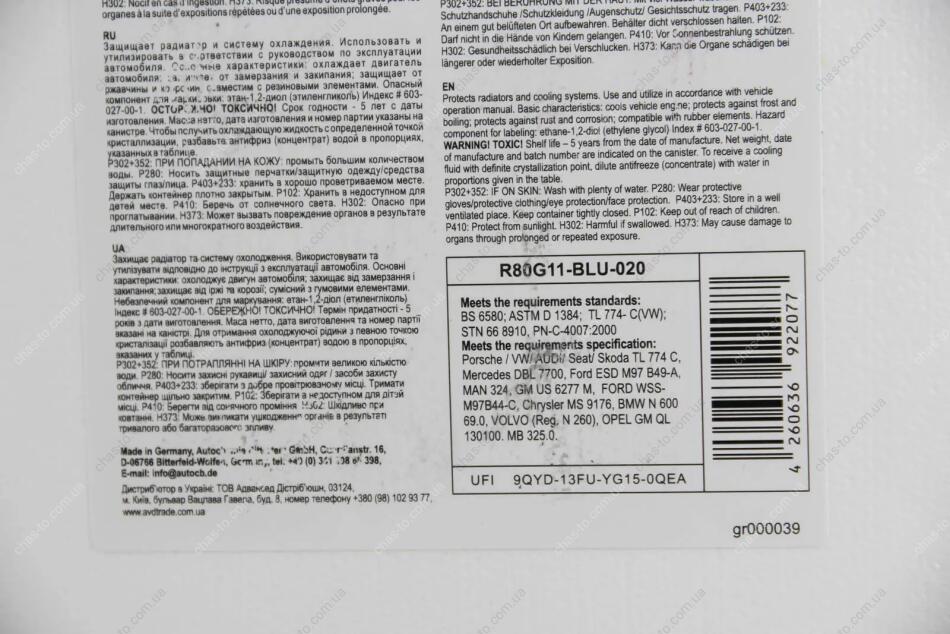 organes à la suite d'expositions répétées ou d'une exposition prolongée.
RU
Защищает радиатор и систему охлаждения. Использовать и
утилизировать в соответствии с руководством по эксплуатации
автомобиля. характеристики: охлаждает двигатель
автомобиля; от замерзания и закипания; защищает от
ржавчины и совместим с резиновыми элементами. Опасный
компонент для этан-1,2-диол (этиленгликоль) Индекс # 603-
027-00-1. ОСТОРОЖНО! ТОКСИЧНО! Срок годности - 5 лет с даты
изготовления. Масса нетто, дата изготовления и номер партии указаны на
канистре. Чтобы получить охлаждающую жидкость с определенной точкой
кристаллизации, разбавьте антифриз (концентрат) водой в пропорциях,
указанных в таблице.
P302+352: ПРИ ПОПАДАНИИ НА КОЖУ: промыть большим количеством
воды. P280: Носить защитные перчатки/защитную одежду/средства
защиты глаз/лица. P403+233: хранить в хорошо проветриваемом месте.
Держать контейнер плотно закрытым. P102: Хранить в недоступном для
детей месте. P410: Беречь от солнечного света. H302: Опасно при
проглатывании. H373: Может вызвать повреждение органов в результате
длительного или многократного воздействия.
UA
Захищає радіатор та систему охолодження. Використовувати та
утилізувати відповідно до інструкції з експлуатації автомобіля. Основні
характеристики: охолоджує двигун автомобіля; захищає від замерзання і
закипання; захищає від іржі та корозії; сумісний з гумовими елементами.
Небезпечний компонент для маркування: етан-1,2-діол (етиленгліколь)
Індекс # 603-027-00-1. ОБЕРЕЖНО! ТОКСИЧНО! Термін придатності - 5
років з дати виготовлення. Маса нетто, дата виготовлення та номер партії
вказані на каністрі. Для отримання охолоджуючої рідини з певною точкою
кристалізації розбавляють антифриз (концентрат) водою в пропорціях,
вказаних у таблиці.
P302+352: ПРИ ПОТРАПЛЯННІ НА ШКІРУ: промити великою кількістю
води. P280: Носити захисні рукавиці/ захисний одяг / засоби захисту
обличчя. P403+233: зберігати з добре провітрюваному місці. Тримати
контейнер щільно закритим. P102: Зберігати в недоступному для дітей
місці. P410: Берегти від сонячного проміння. H302: Шкідливо при
ковтанні. H373: Може викликати ушкодження органів в результаті
тривалого або багаторазового впливу.
Made in Germany, GmbH, 16,
D-06766 Bitterfeld-Wolfen, tel. 398,
E-mail: info@autocb.de
Дистриб'ютор в Україні: ТОВ Адвансед Дістріб'юшн, 03124,
м. Київ, бульвар Вацлава Гавела, буд. 8, номер телефону +380 (98) 102 93 77,
www.avdtrade.com.ua
Schutzhandschuhe /Schutzkleidung /Augenschutz/ Gesichtsschutz tragen. P403+233:
An einem gut belüfteten Ort aufbewahren. Behälter dicht verschlossen halten. P102:
Darf nicht in die Hände von Kindern gelangen. P410: Vor Sonnenbestrahlung schützen.
H302: Gesundheitsschädlich bei Verschlucken. H373: Kann die Organe schädigen bei
längerer oder wiederholter Exposition.
EN
Protects radiators and cooling systems. Use and utilize in accordance with vehicle
operation manual. Basic characteristics: cools vehicle engine; protects against frost and
boiling; protects against rust and corrosion; compatible with rubber elements. Hazard
component for labeling: ethane-1,2-diol (ethylene glycol) Index # 603-027-00-1.
WARNING! TOXIC! Shelf life – 5 years from the date of manufacture. Net weight, date
of manufacture and batch number are indicated on the canister. To receive a cooling
fluid with definite crystallization point, dilute antifreeze (concentrate) with water in
proportions given in the table.
P302+352: IF ON SKIN: Wash with plenty of water. P280: Wear protective
gloves/protective clothing/eye protection/face protection. P403+233: Store in a well
ventilated place. Keep container tightly closed. P102: Keep out of reach of children.
P410: Protect from sunlight. H302: Harmful if swallowed. H373: May cause damage to
organs through prolonged or repeated exposure.
R80G11-BLU-020
Meets the requirements standards:
BS 6580; ASTM D 1384; TL 774- C(VW);
STN 66 8910, PN-C-4007:2000
Meets the requirements specification:
Porsche / VW/ AUDI/ Seat/ Skoda TL 774 C,
Mercedes DBL 7700, Ford ESD M97 B49-A,
MAN 324, GM US 6277 M, FORD WSS-
M97B44-C, Chrysler MS 9176, BMW N 600
69.0, VOLVO (Reg. N 260), OPEL GM QL
130100. MB 325.0.
UFI 9QYD-13FU-YG15-0QEA
4 260636 922077
gr000039